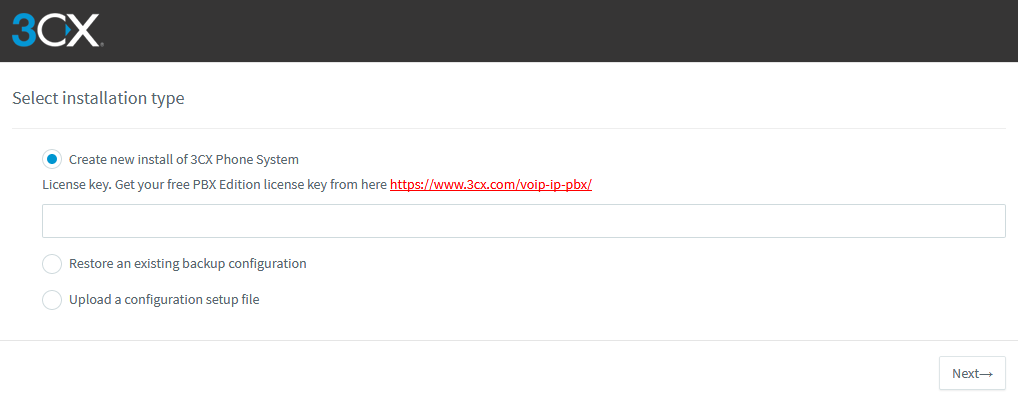 3CX
Select installation type
Create new install of 3CX Phone System
License key. Get your free PBX Edition license key from here https://www.3cx.com/voip-ip-pbx/
Restore an existing backup configuration
Upload a configuration setup file
Next→